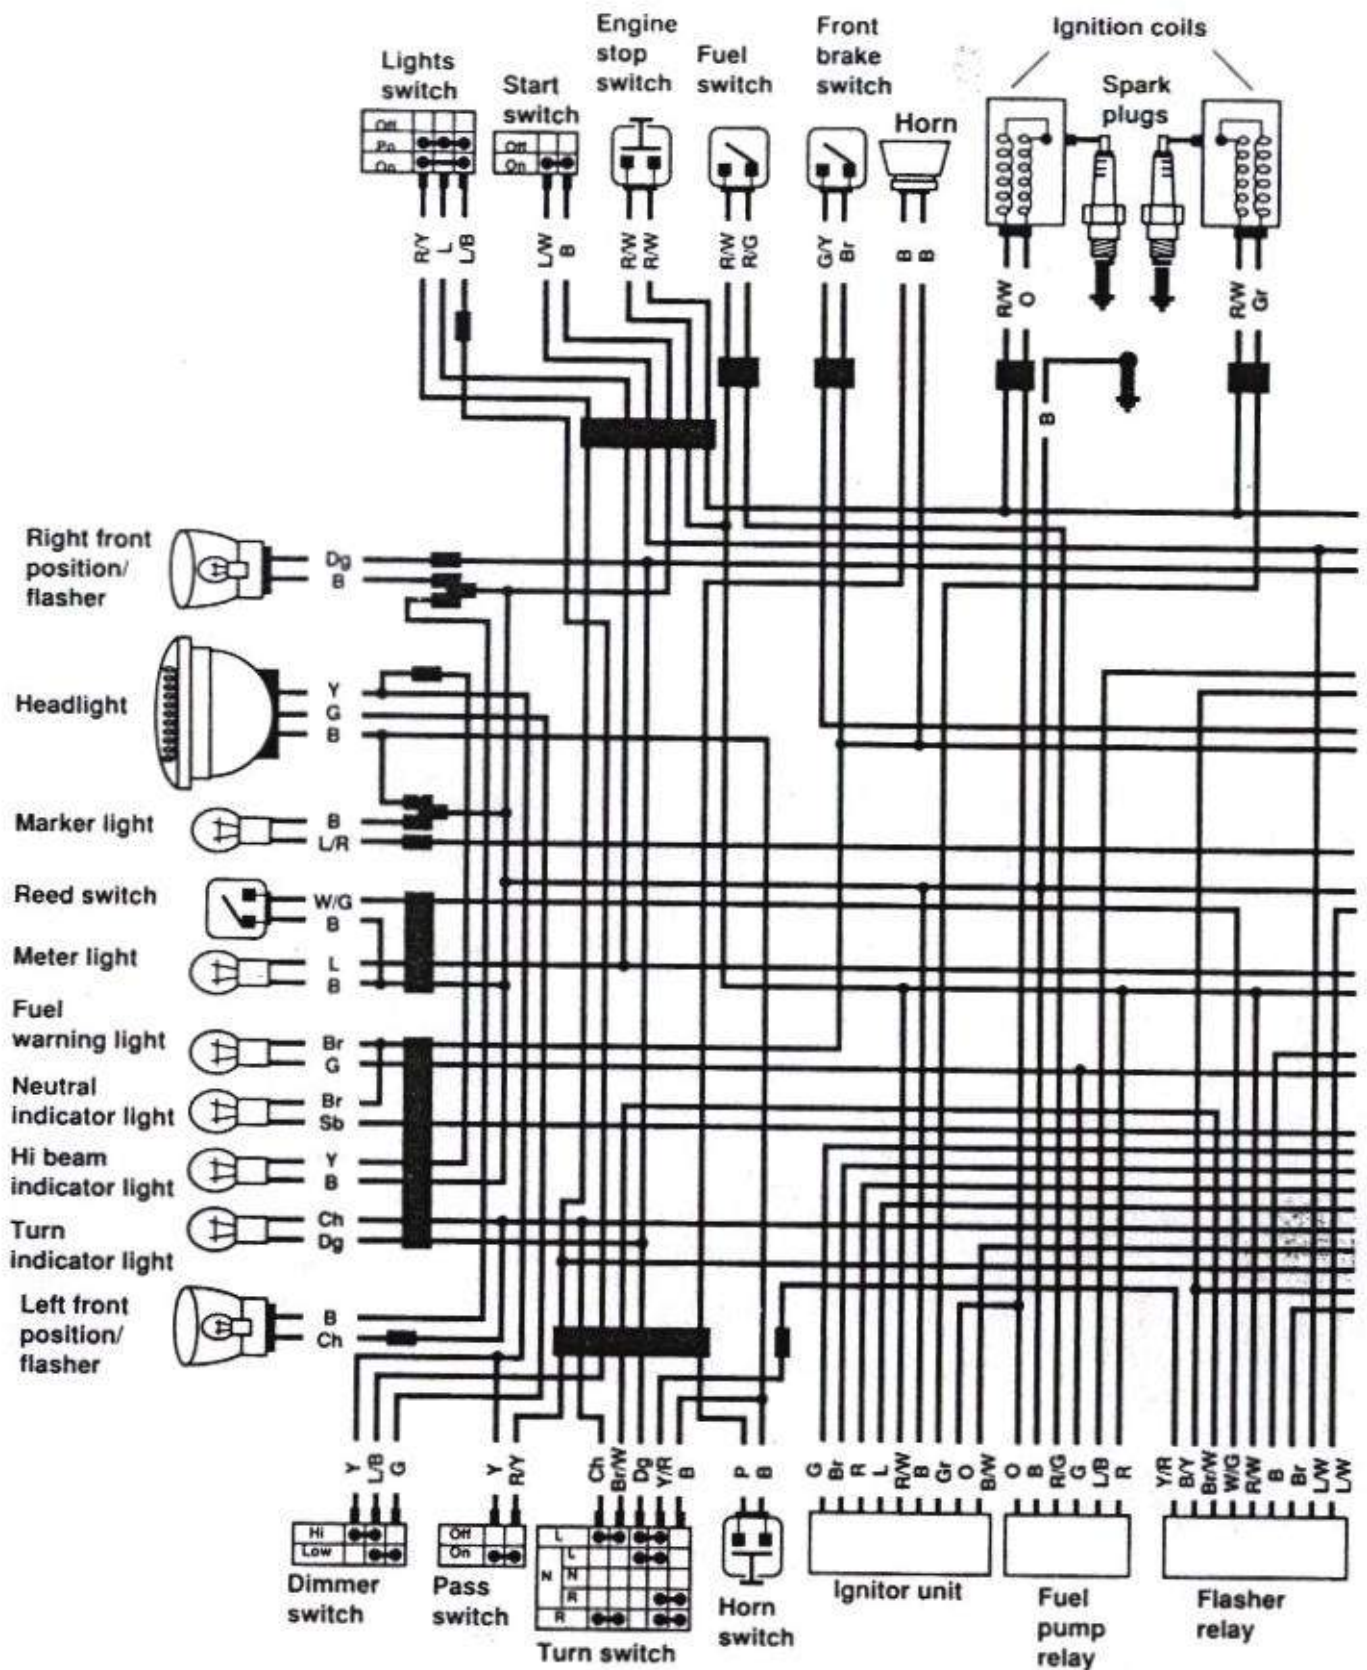 Lights
switch
Start
switch
Engine
stop
switch
Fuel
switch
Front
brake
switch
Horn
Ignition coils
Spark
plugs
Off
Po
On
Off
On
R/Y
L
L/B
L/W
B
R/W
R/W
R/W
R/G
G/Y
Br
B
B
R/W
O
R/W
Gr
B
Right front
position/
flasher
Dg
B
Headlight
Y
G
B
Marker light
B
L/R
Reed switch
W/G
B
Meter light
L
B
Fuel
warning light
Br
G
Neutral
indicator light
Br
Sb
Hi beam
indicator light
Y
B
Turn
indicator light
Ch
Dg
Left front
position/
flasher
B
Ch
Y
L/B
G
Y
R/Y
Ch
Br/W
Dg
Y/R
B
P
B
G
Br
R
L
R/W
B
Gr
O
B/W
O
B
R/G
G
L/B
R
Y/R
B/Y
Br/W
W/G
R/W
B
Br
L/W
L/W
Hi
Low
Dimmer
switch
Off
On
Pass
switch
L
N
L
N
R
R
Turn switch
Horn
switch
Ignitor unit
Fuel
pump
relay
Flasher
relay